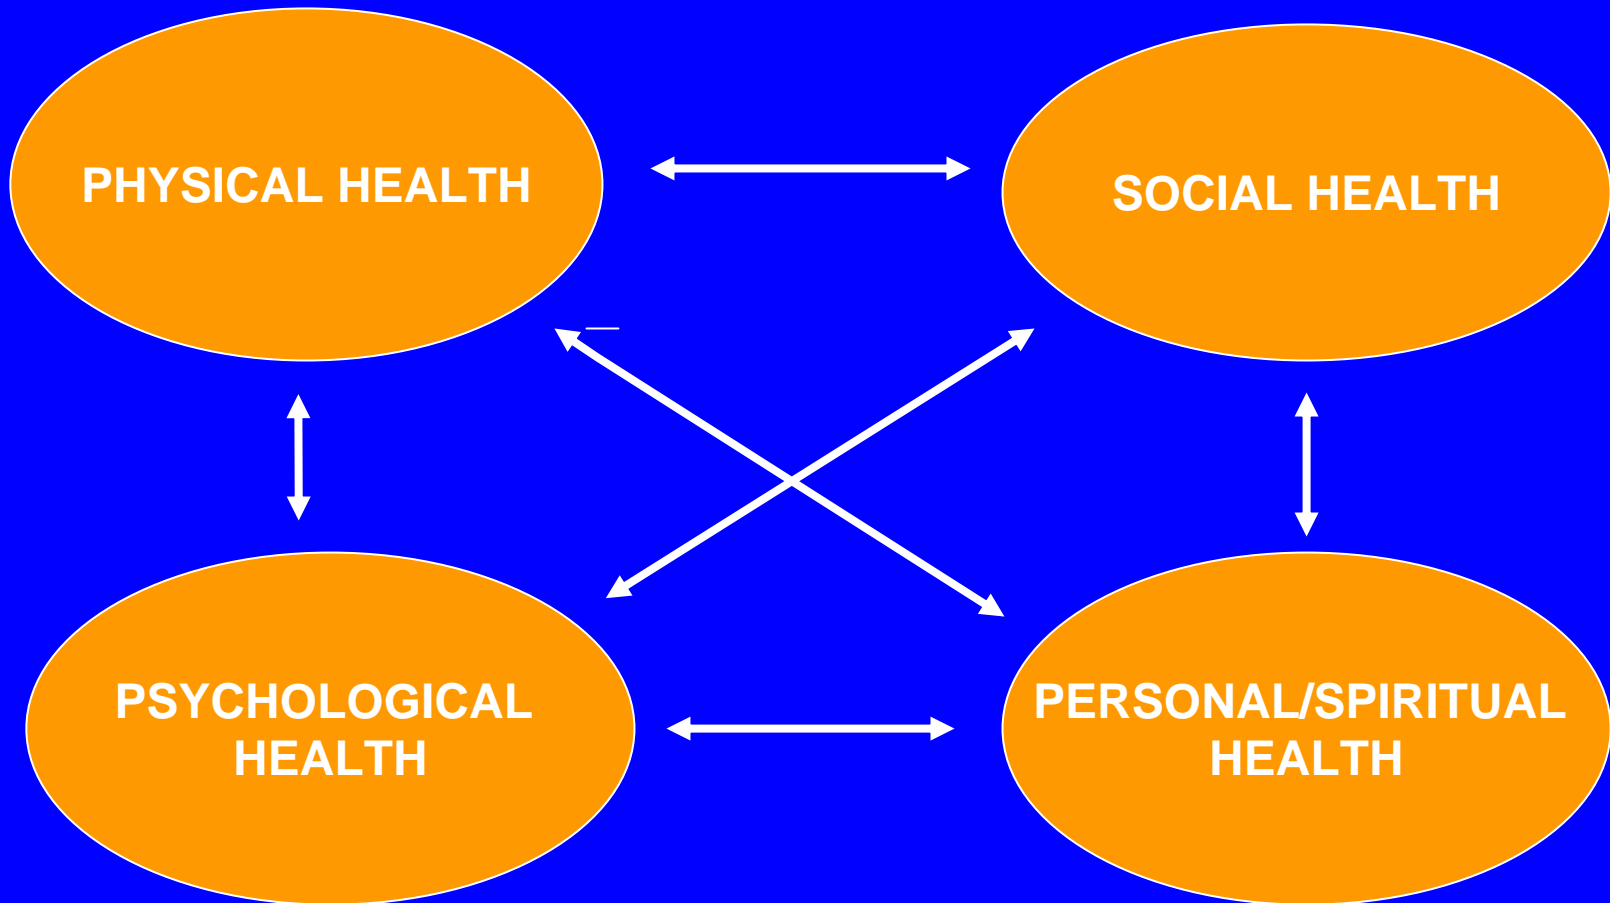 PHYSICAL HEALTH
SOCIAL HEALTH
PSYCHOLOGICAL
HEALTH
PERSONAL/SPIRITUAL
HEALTH